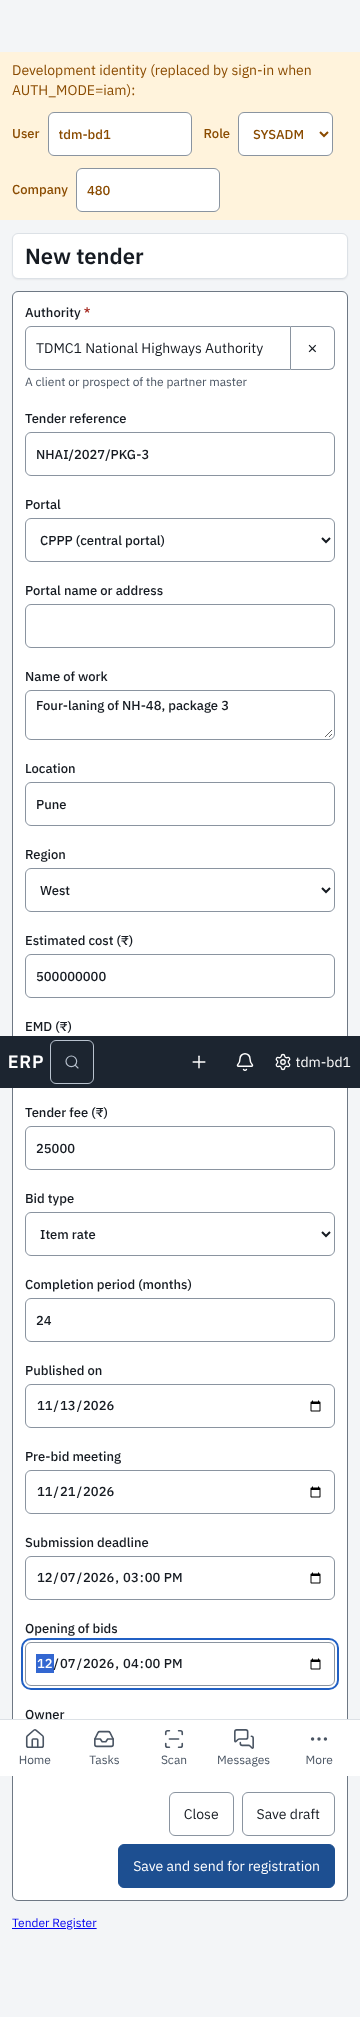 Development identity (replaced by sign-in when
AUTH_MODE=iam):
User tdm-bd1 Role SYSADM
Company 480
New tender
Authority *
TDMC1 National Highways Authority ×
A client or prospect of the partner master
Tender reference
NHAI/2027/PKG-3
Portal
CPPP (central portal)
Portal name or address
Name of work
Four-laning of NH-48, package 3
Location
Pune
Region
West
Estimated cost (₹)
500000000
EMD (₹)
ERP tdm-bd1
Tender fee (₹)
25000
Bid type
Item rate
Completion period (months)
24
Published on
11/13/2026
Pre-bid meeting
11/21/2026
Submission deadline
12/07/2026, 03:00 PM
Opening of bids
12/07/2026, 04:00 PM
Owner
Home Tasks Scan Messages More
Close Save draft
Save and send for registration
Tender Register